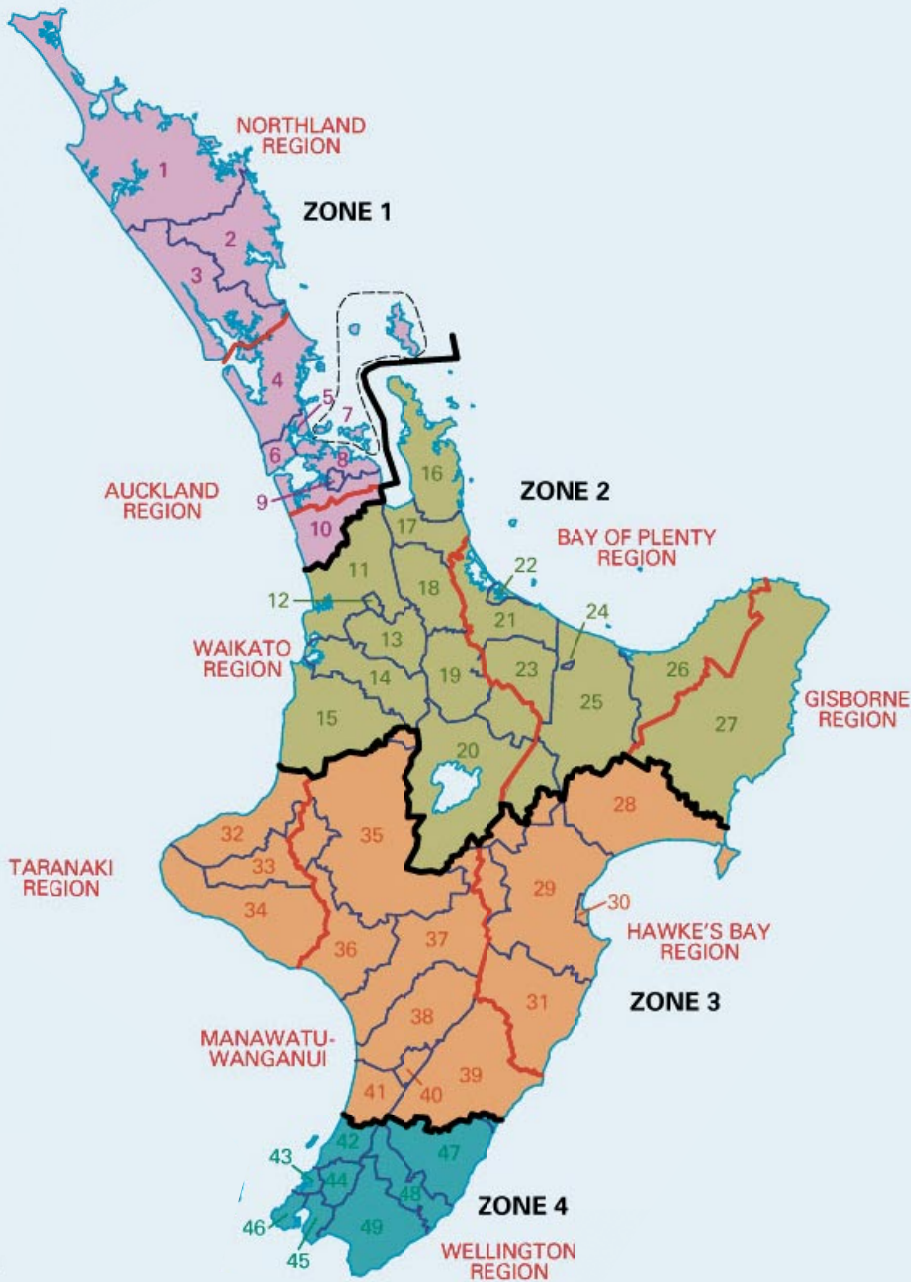 NORTHLAND
REGION
1
ZONE 1
2
3
4
5
7
6
8
9
AUCKLAND
REGION
10
16
ZONE 2
17
BAY OF PLENTY
REGION
11
18
22
12
21
24
13
WAIKATO
REGION
19
23
26
14
25
27
GISBORNE
REGION
15
20
28
32
35
33
TARANAKI
REGION
29
34
30
HAWKE'S BAY
REGION
36
37
31
ZONE 3
38
MANAWATU-
WANGANUI
39
41
40
42
43
47
44
48
ZONE 4
46
49
45
WELLINGTON
REGION